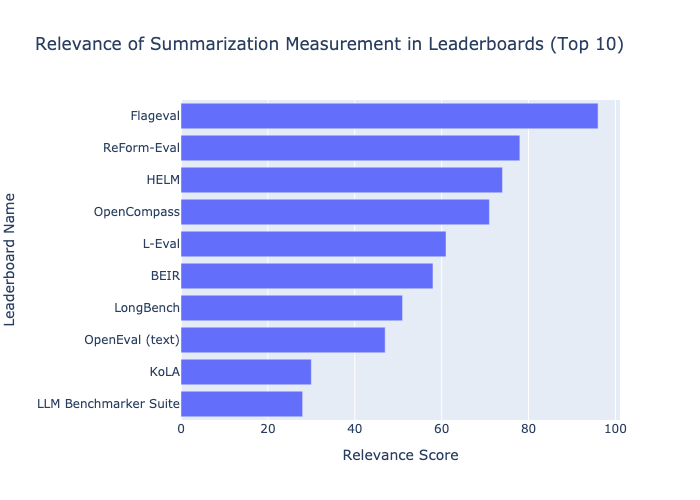 Relevance of Summarization Measurement in Leaderboards (Top 10)
Leaderboard Name
Flageval
ReForm-Eval
HELM
OpenCompass
L-Eval
BEIR
LongBench
OpenEval (text)
KoLA
LLM Benchmarker Suite
0 20 40 60 80 100
Relevance Score